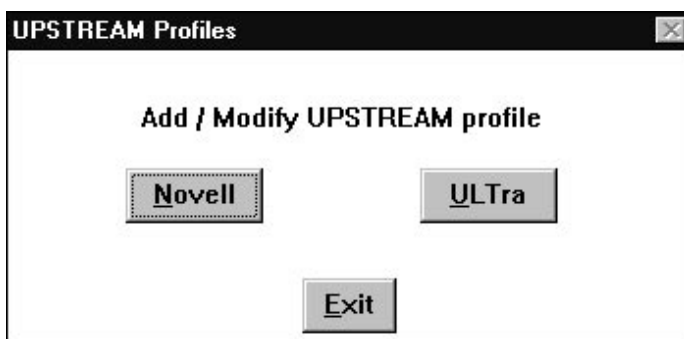 UPSTREAM Profiles
Add / Modify UPSTREAM profile
Novell ULTra
Exit